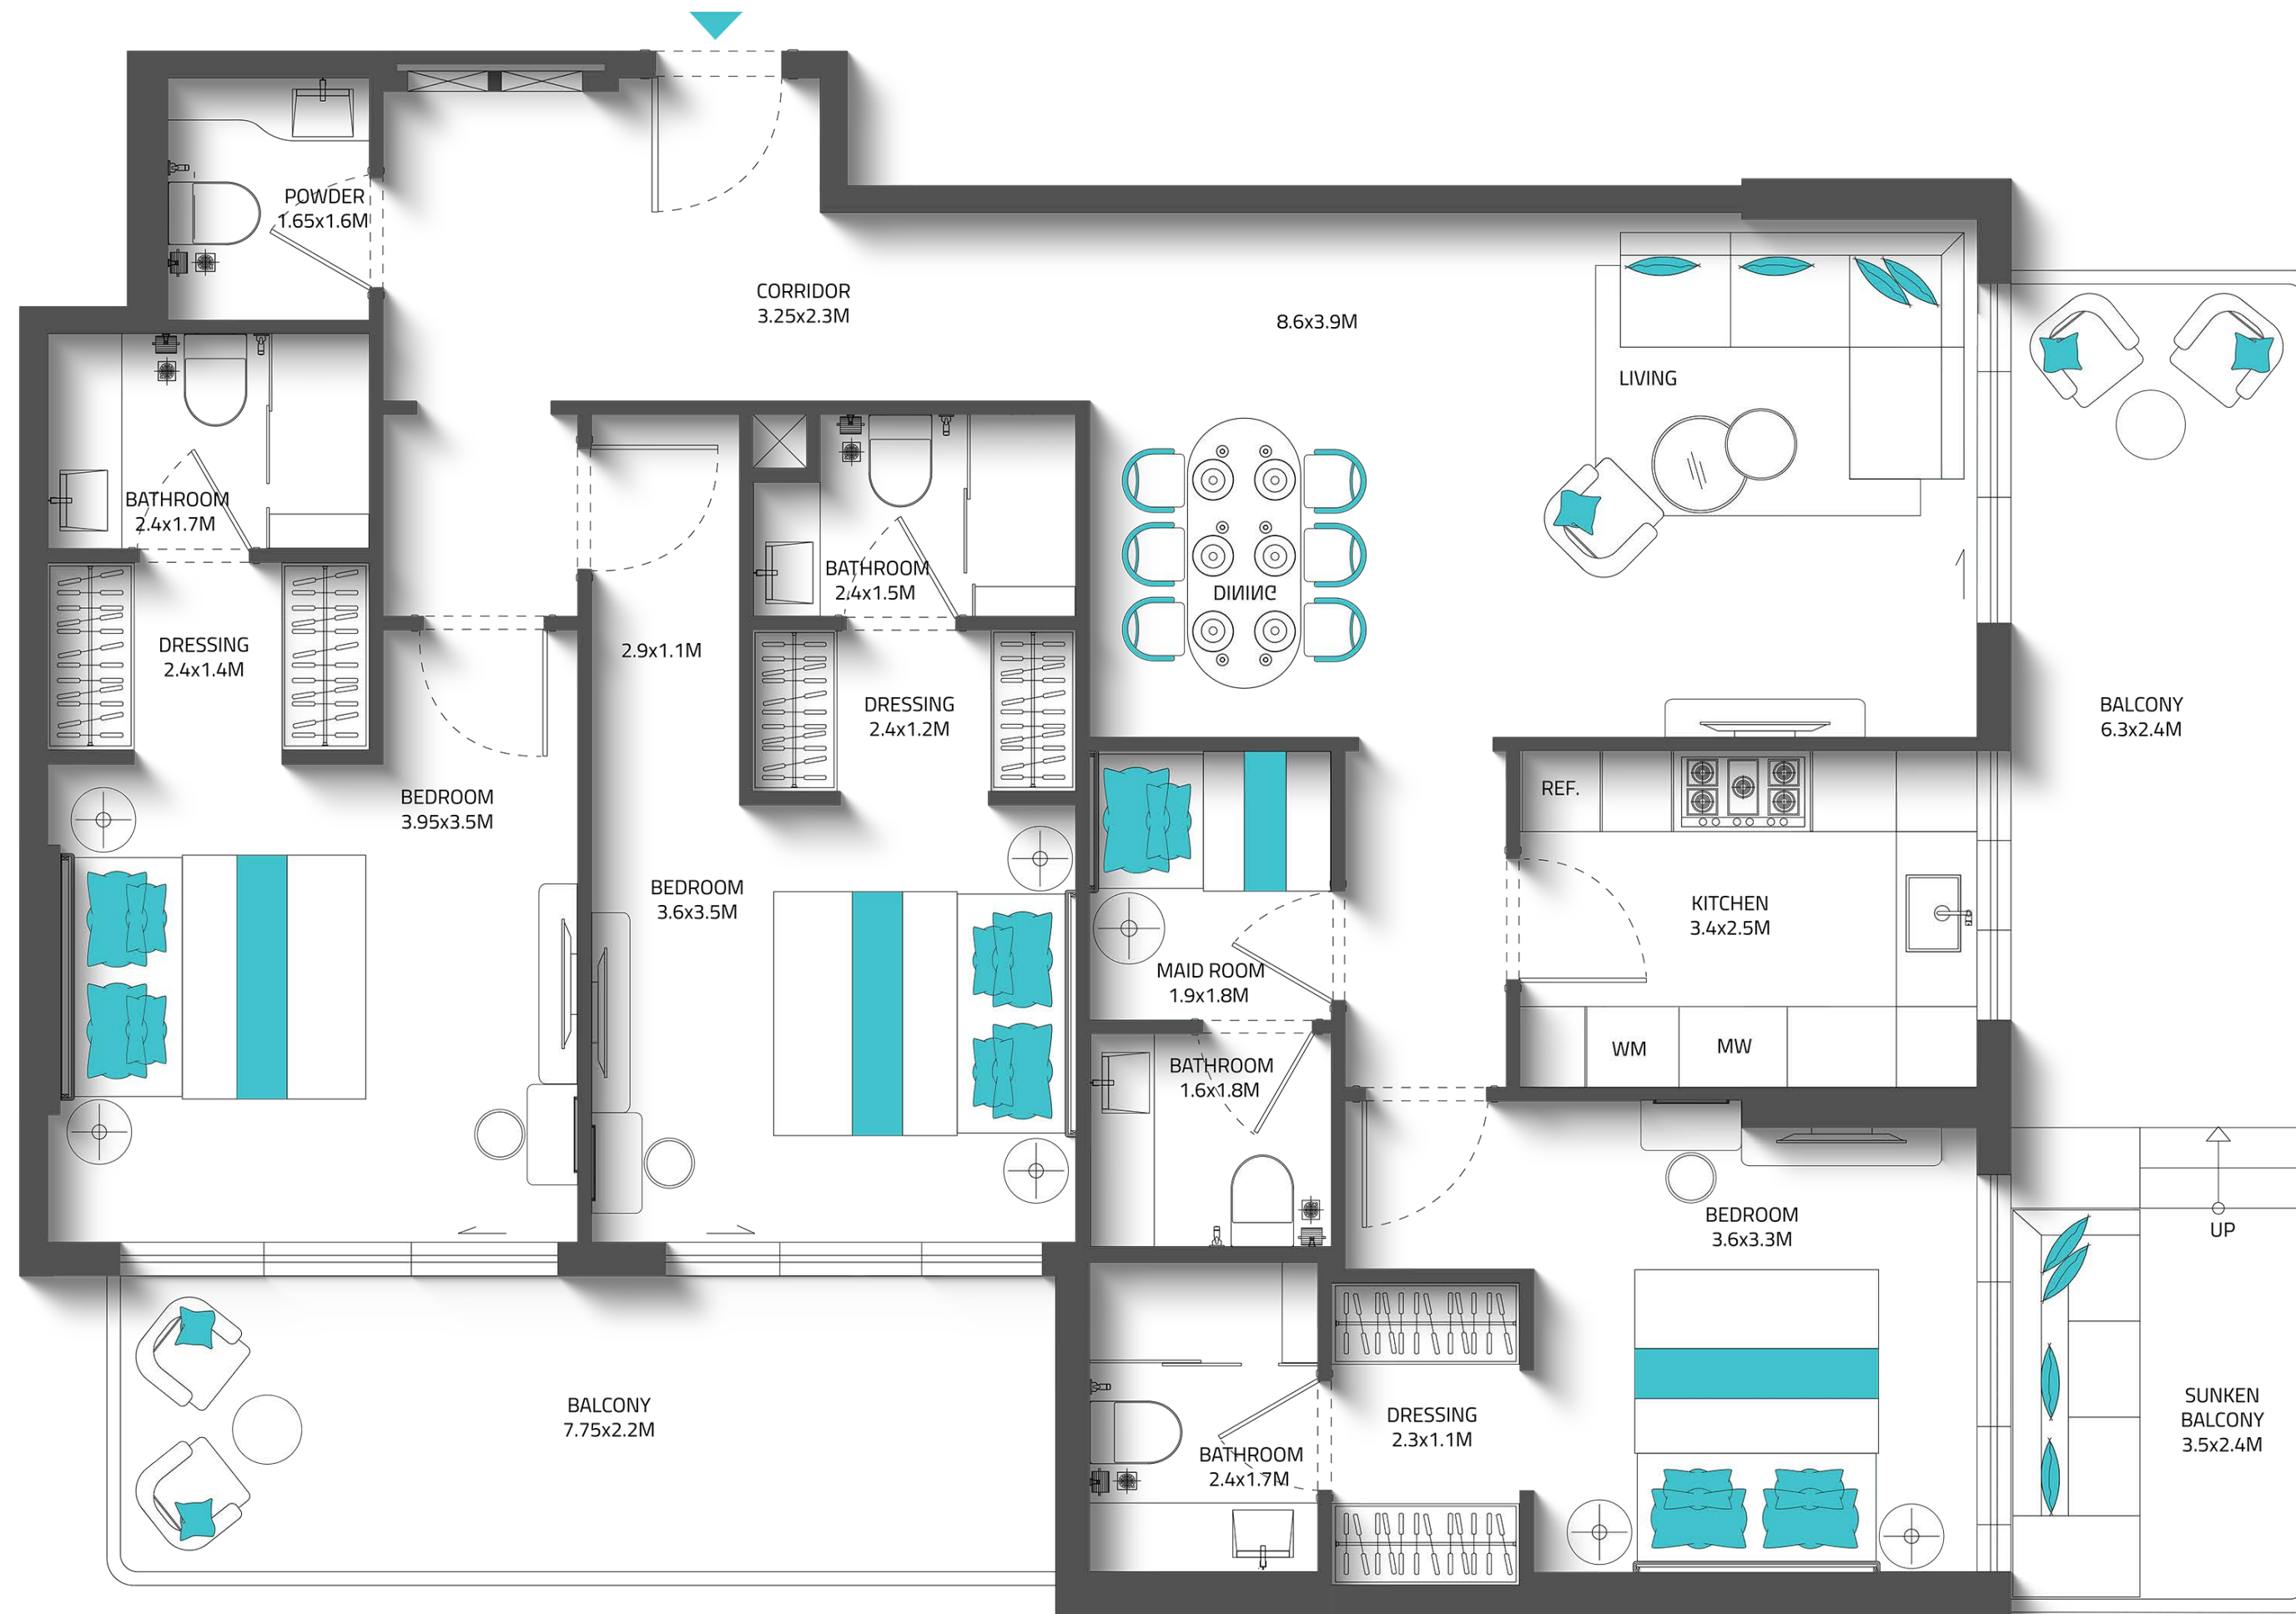 POWDER
1.65x1.6M
CORRIDOR
3.25x2.3M
8.6x3.9M
LIVING
BATHROOM
2.4x1.7M
BATHROOM
2.4x1.5M
DINING
DRESSING
2.4x1.4M
2.9x1.1M
DRESSING
2.4x1.2M
BALCONY
6.3x2.4M
BEDROOM
3.95x3.5M
REF.
BEDROOM
3.6x3.5M
KITCHEN
3.4x2.5M
MAID ROOM
1.9x1.8M
WM
MW
BATHROOM
1.6x1.8M
BEDROOM
3.6x3.3M
UP
BALCONY
7.75x2.2M
DRESSING
2.3x1.1M
SUNKEN
BALCONY
3.5x2.4M
BATHROOM
2.4x1.7M